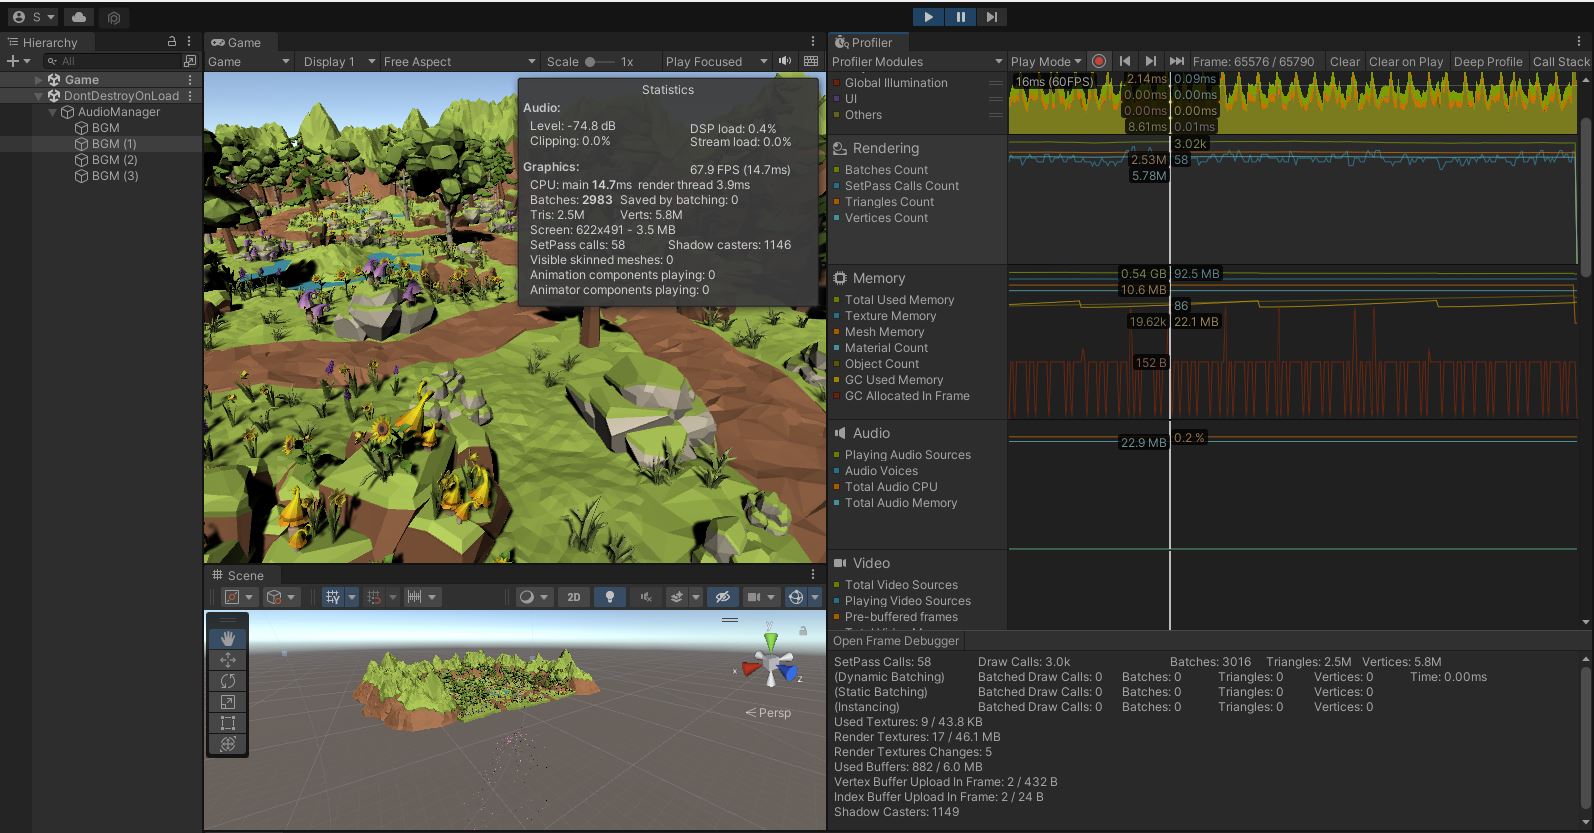 S
Hierarchy
All
Game
DontDestroyOnLoad
AudioManager
BGM
BGM (1)
BGM (2)
BGM (3)
Game
Game Display 1 Free Aspect Scale 1x Play Focused
Statistics
Audio:
Level: -74.8 dB DSP load: 0.4%
Clipping: 0.0% Stream load: 0.0%
Graphics: 67.9 FPS (14.7ms)
CPU: main 14.7ms render thread 3.9ms
Batches: 2983 Saved by batching: 0
Tris: 2.5M Verts: 5.8M
Screen: 622x491 - 3.5 MB
SetPass calls: 58 Shadow casters: 1146
Visible skinned meshes: 0
Animation components playing: 0
Animator components playing: 0
Scene
2D
y
x
z
Persp
Profiler
Profiler Modules Play Mode Frame: 65576 / 65790 Clear Clear on Play Deep Profile Call Stack
Global Illumination
UI
Others
16ms (60FPS)
2.14ms 0.09ms
0.00ms 0.00ms
0.00ms 0.00ms
8.61ms 0.01ms
Rendering
Batches Count
SetPass Calls Count
Triangles Count
Vertices Count
3.02k
2.53M 58
5.78M
Memory
Total Used Memory
Texture Memory
Mesh Memory
Material Count
Object Count
GC Used Memory
GC Allocated In Frame
0.54 GB 92.5 MB
10.6 MB
86
19.62k 22.1 MB
152 B
Audio
Playing Audio Sources
Audio Voices
Total Audio CPU
Total Audio Memory
0.2 %
22.9 MB
Video
Total Video Sources
Playing Video Sources
Pre-buffered frames
Open Frame Debugger
SetPass Calls: 58 Draw Calls: 3.0k Batches: 3016 Triangles: 2.5M Vertices: 5.8M
(Dynamic Batching) Batched Draw Calls: 0 Batches: 0 Triangles: 0 Vertices: 0 Time: 0.00ms
(Static Batching) Batched Draw Calls: 0 Batches: 0 Triangles: 0 Vertices: 0
(Instancing) Batched Draw Calls: 0 Batches: 0 Triangles: 0 Vertices: 0
Used Textures: 9 / 43.8 KB
Render Textures: 17 / 46.1 MB
Render Textures Changes: 5
Used Buffers: 882 / 6.0 MB
Vertex Buffer Upload In Frame: 2 / 432 B
Index Buffer Upload In Frame: 2 / 24 B
Shadow Casters: 1149